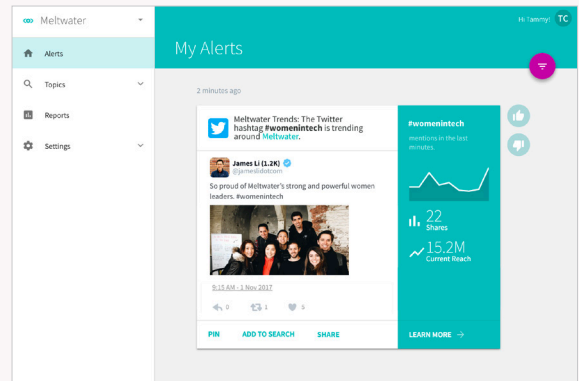 Meltwater
Hi Tammy! TC
My Alerts
Alerts
Topics
Reports
Settings
2 minutes ago
Meltwater Trends: The Twitter
hashtag #womenintech is trending
around Meltwater.
James Li (1.2K)
@jameslidotcom
So proud of Meltwater's strong and powerful women
leaders. #womenintech
9:15 AM - 1 Nov 2017
0 1 5
PIN ADD TO SEARCH SHARE
#womenintech
mentions in the last
minutes
22
Shares
15.2M
Current Reach
LEARN MORE →